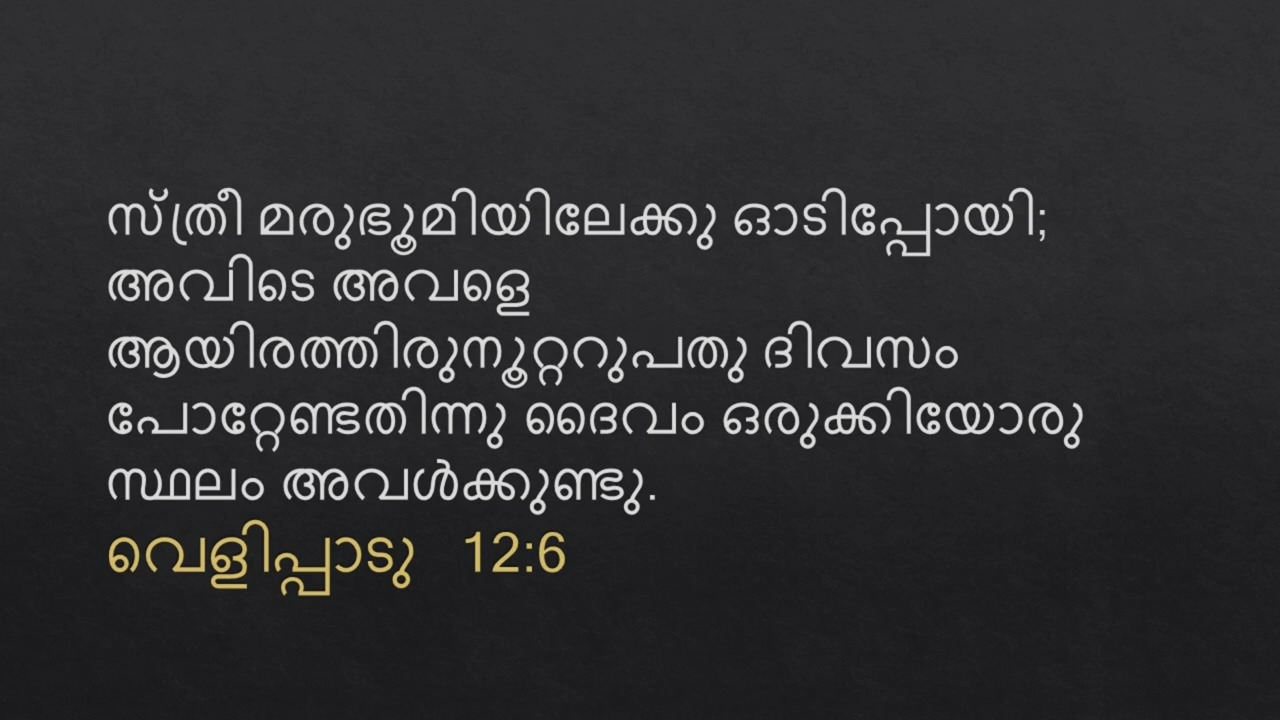 സ്ത്രീ മരുഭൂമിയിലേക്കു ഓടിപ്പോയി;
അവിടെ അവളെ
ആയിരത്തിരുനൂറ്ററുപതു ദിവസം
പോറ്റേണ്ടതിന്നു ദൈവം ഒരുക്കിയോരു
സ്ഥലം അവൾക്കുണ്ടു.
വെളിപ്പാടു 12:6